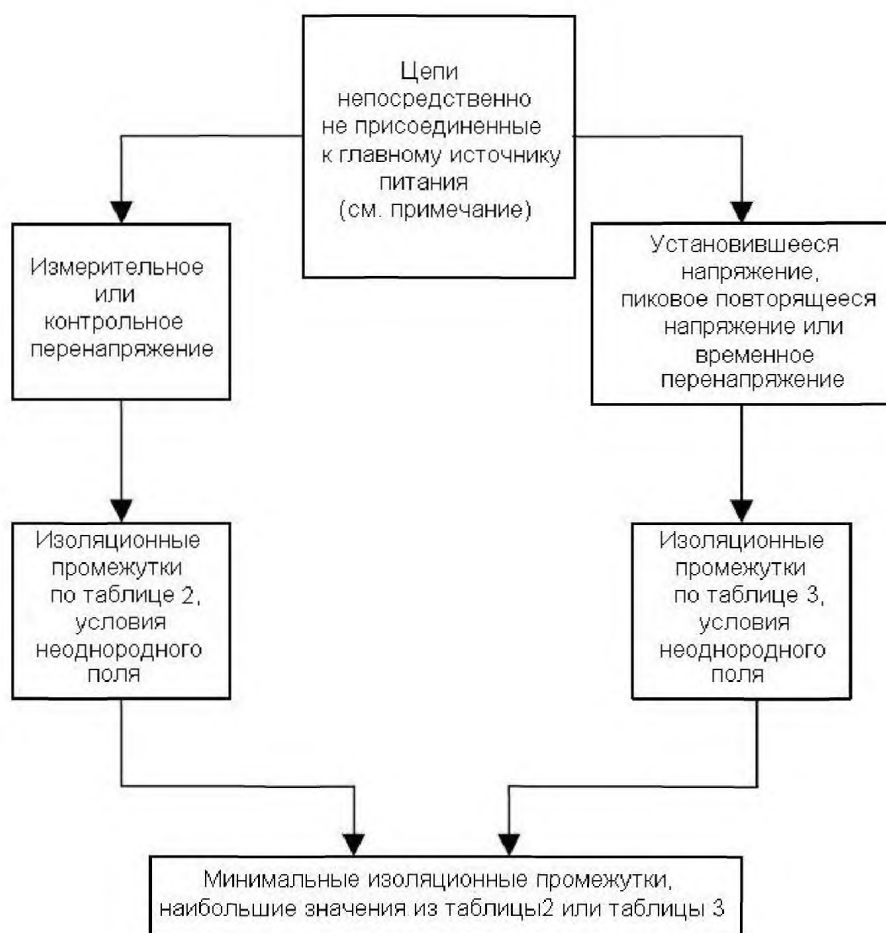 Цепи
непосредственно
не присоединенные
к главному источнику
питания
(см. примечание)
Измерительное
или
контрольное
перенапряжение
Установившееся
напряжение,
пиковое повторящееся
напряжение или
временное
перенапряжение
Изоляционные
промежутки
по таблице 2,
условия
неоднородного
поля
Изоляционные
промежутки
по таблице 3,
условия
неоднородного
поля
Минимальные изоляционные промежутки,
наибольшие значения из таблицы2 или таблицы 3